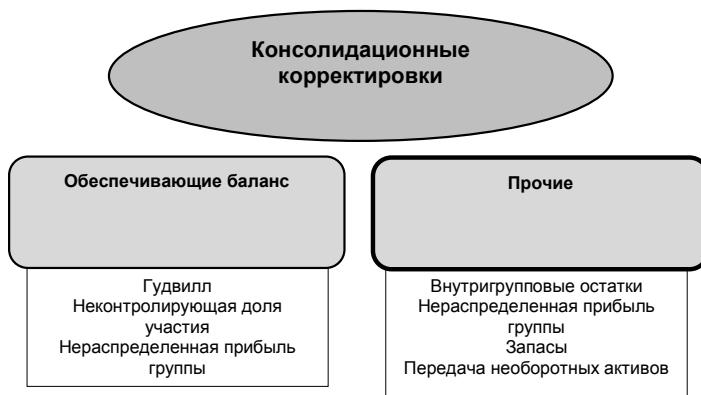 Консолидационные
корректировки
Обеспечивающие баланс
Гудвилл
Неконтролирующая доля
участия
Нераспределенная прибыль
группы
Прочие
Внутригрупповые остатки
Нераспределенная прибыль
группы
Запасы
Передача необоротных активов